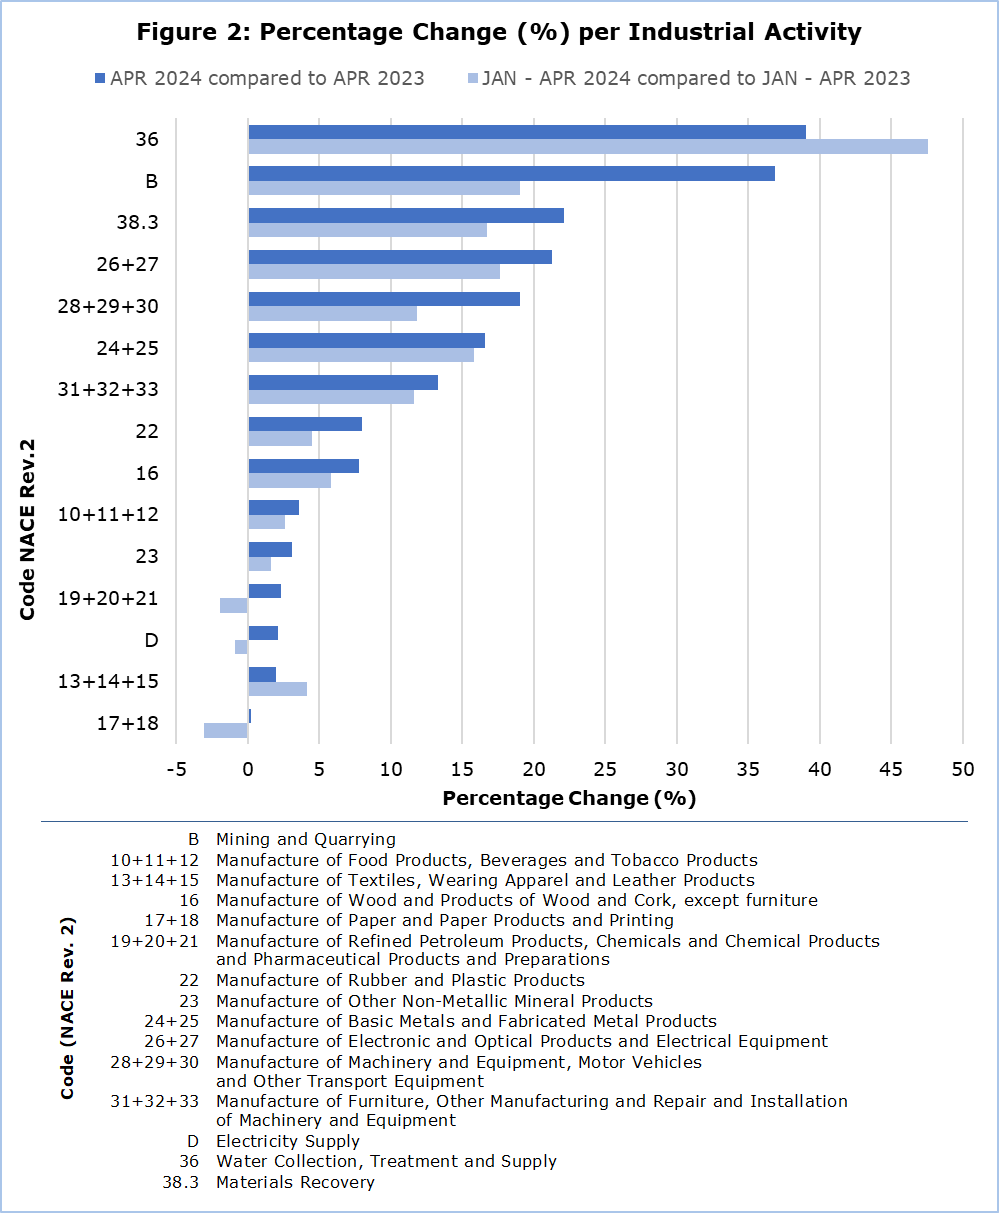 Figure 2: Percentage Change (%) per Industrial Activity
APR 2024 compared to APR 2023
JAN - APR 2024 compared to JAN - APR 2023
Code NACE Rev.2
36
B
38.3
26+27
28+29+30
24+25
31+32+33
22
16
10+11+12
23
19+20+21
D
13+14+15
17+18
-5 0 5 10 15 20 25 30 35 40 45 50
Percentage Change (%)
Code (NACE Rev. 2)
B Mining and Quarrying
10+11+12 Manufacture of Food Products, Beverages and Tobacco Products
13+14+15 Manufacture of Textiles, Wearing Apparel and Leather Products
16 Manufacture of Wood and Products of Wood and Cork, except furniture
17+18 Manufacture of Paper and Paper Products and Printing
19+20+21 Manufacture of Refined Petroleum Products, Chemicals and Chemical Products
and Pharmaceutical Products and Preparations
22 Manufacture of Rubber and Plastic Products
23 Manufacture of Other Non-Metallic Mineral Products
24+25 Manufacture of Basic Metals and Fabricated Metal Products
26+27 Manufacture of Electronic and Optical Products and Electrical Equipment
28+29+30 Manufacture of Machinery and Equipment, Motor Vehicles
and Other Transport Equipment
31+32+33 Manufacture of Furniture, Other Manufacturing and Repair and Installation
of Machinery and Equipment
D Electricity Supply
36 Water Collection, Treatment and Supply
38.3 Materials Recovery